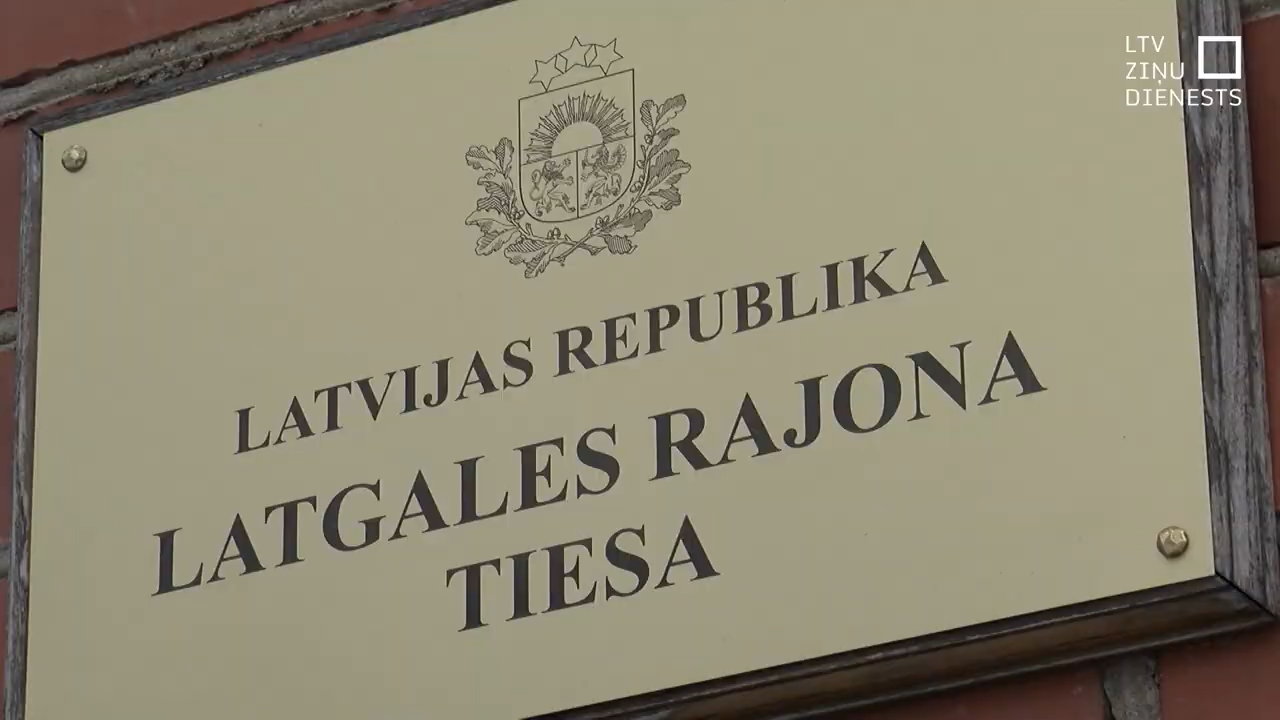 LTV
ZIŅU
DIENESTS
LATVIJAS REPUBLIKA
LATGALES RAJONA
TIESA